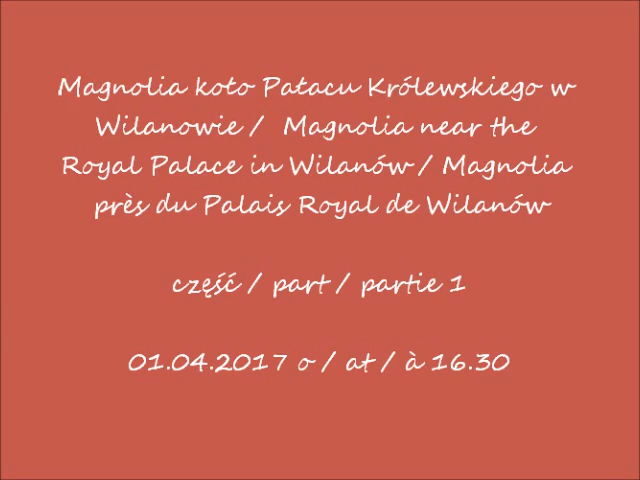 Magnolia koło Pałacu Królewskiego w
Wilanowie / Magnolia near the
Royal Palace in Wilanów / Magnolia
près du Palais Royal de Wilanów
część / part / partie 1
01.04.2017 o / aț / à 16.30